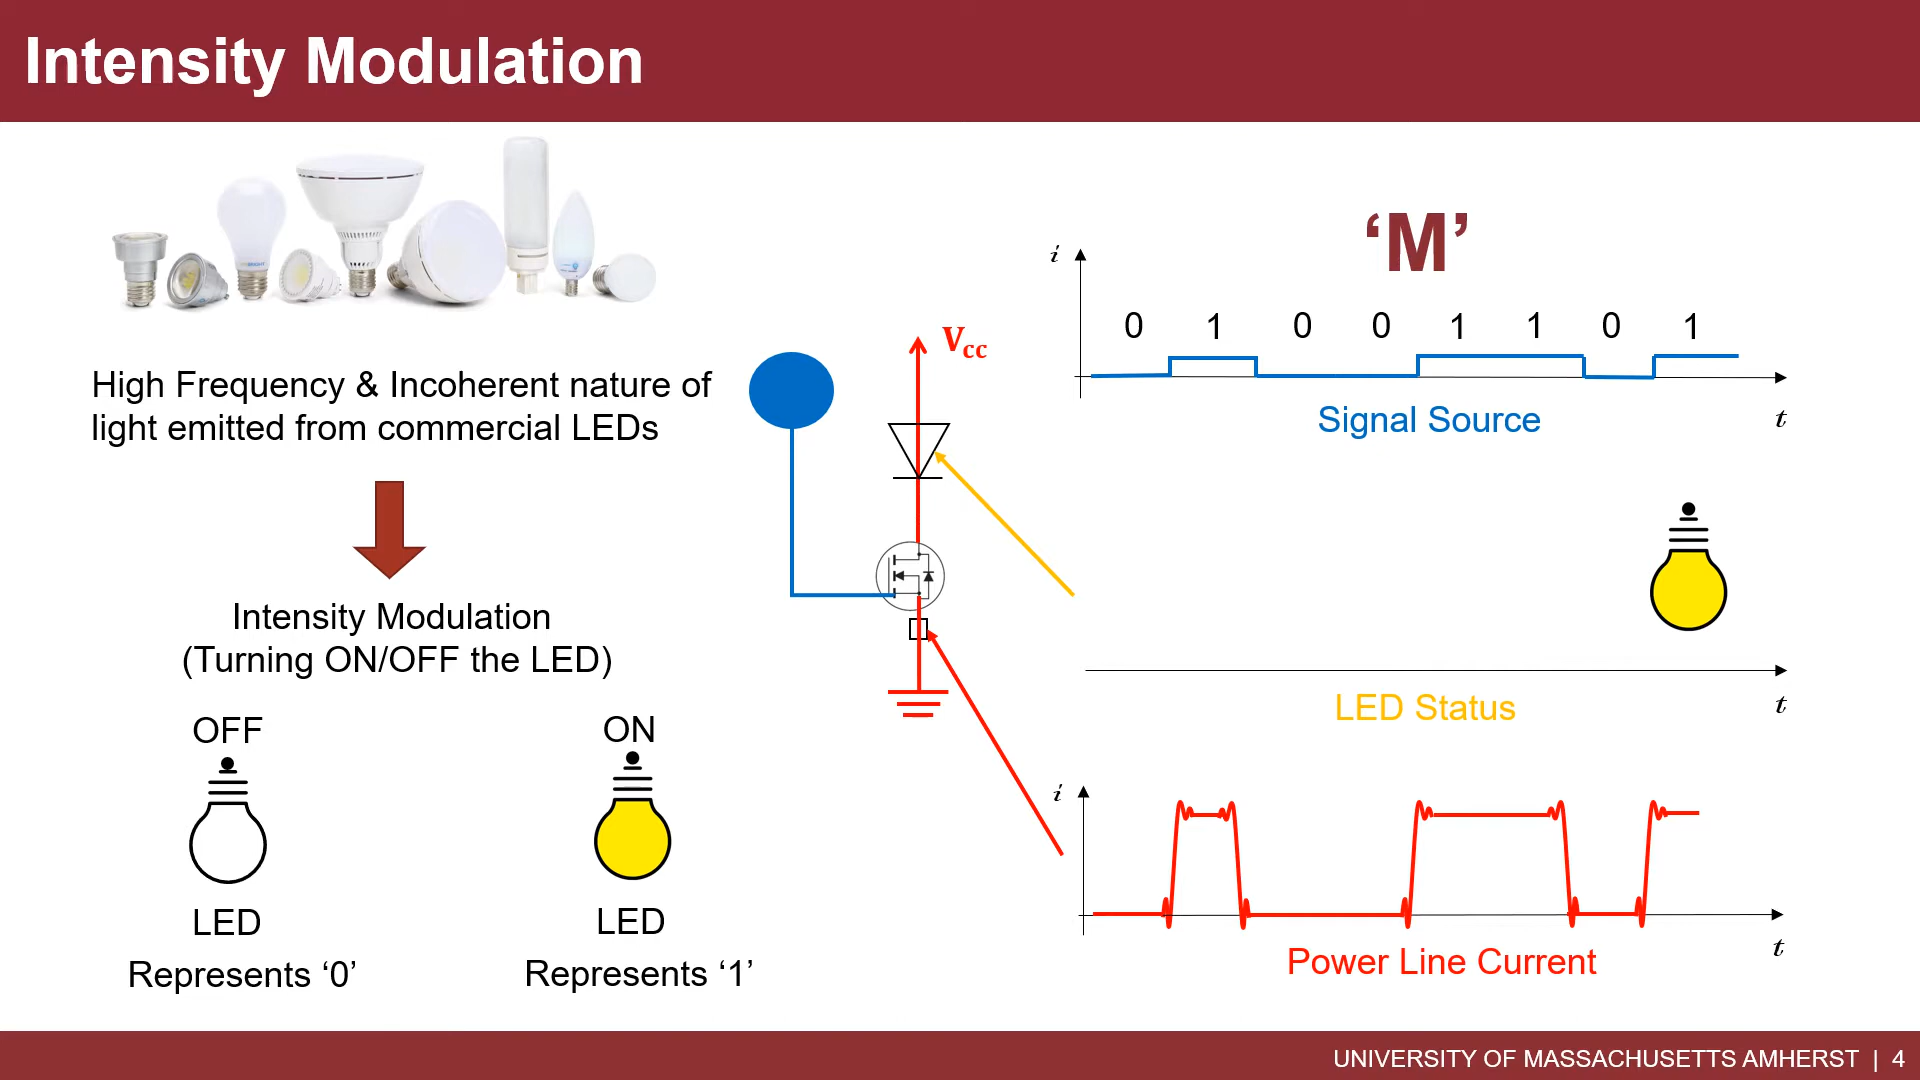 Intensity Modulation
High Frequency & Incoherent nature of
light emitted from commercial LEDs
Intensity Modulation
(Turning ON/OFF the LED)
OFF
ON
LED
Represents ‘0’
LED
Represents ‘1’
Vcc
‘M’
i
0 1 0 0 1 1 0 1
Signal Source
t
LED Status
t
i
Power Line Current
t
UNIVERSITY OF MASSACHUSETTS AMHERST | 4